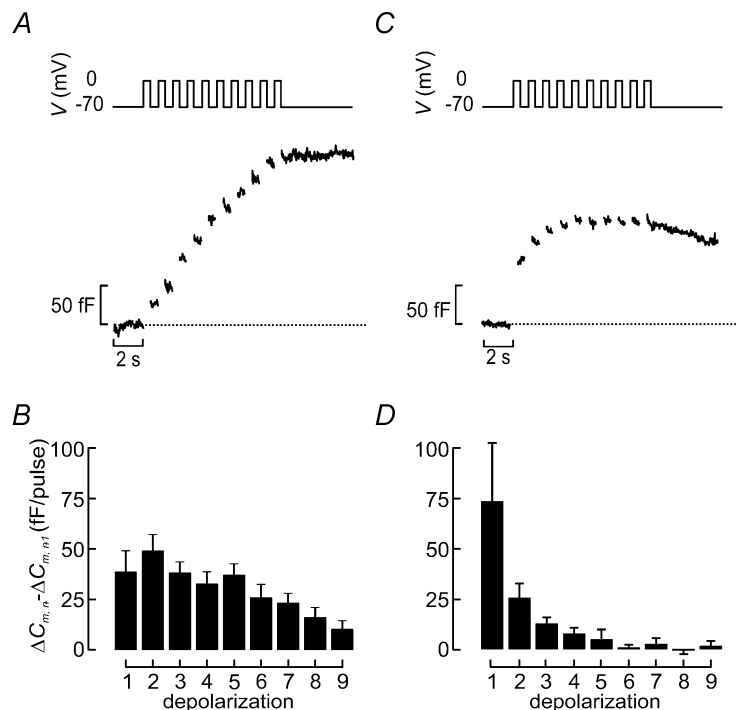 A
V (mV)
0
-70
50 fF
2 s
C
V (mV)
0
-70
50 fF
2 s
B
ΔCm, n-ΔCm, n1 (fF/pulse)
100
75
50
25
0
1 2 3 4 5 6 7 8 9
depolarization
D
100
75
50
25
0
1 2 3 4 5 6 7 8 9
depolarization